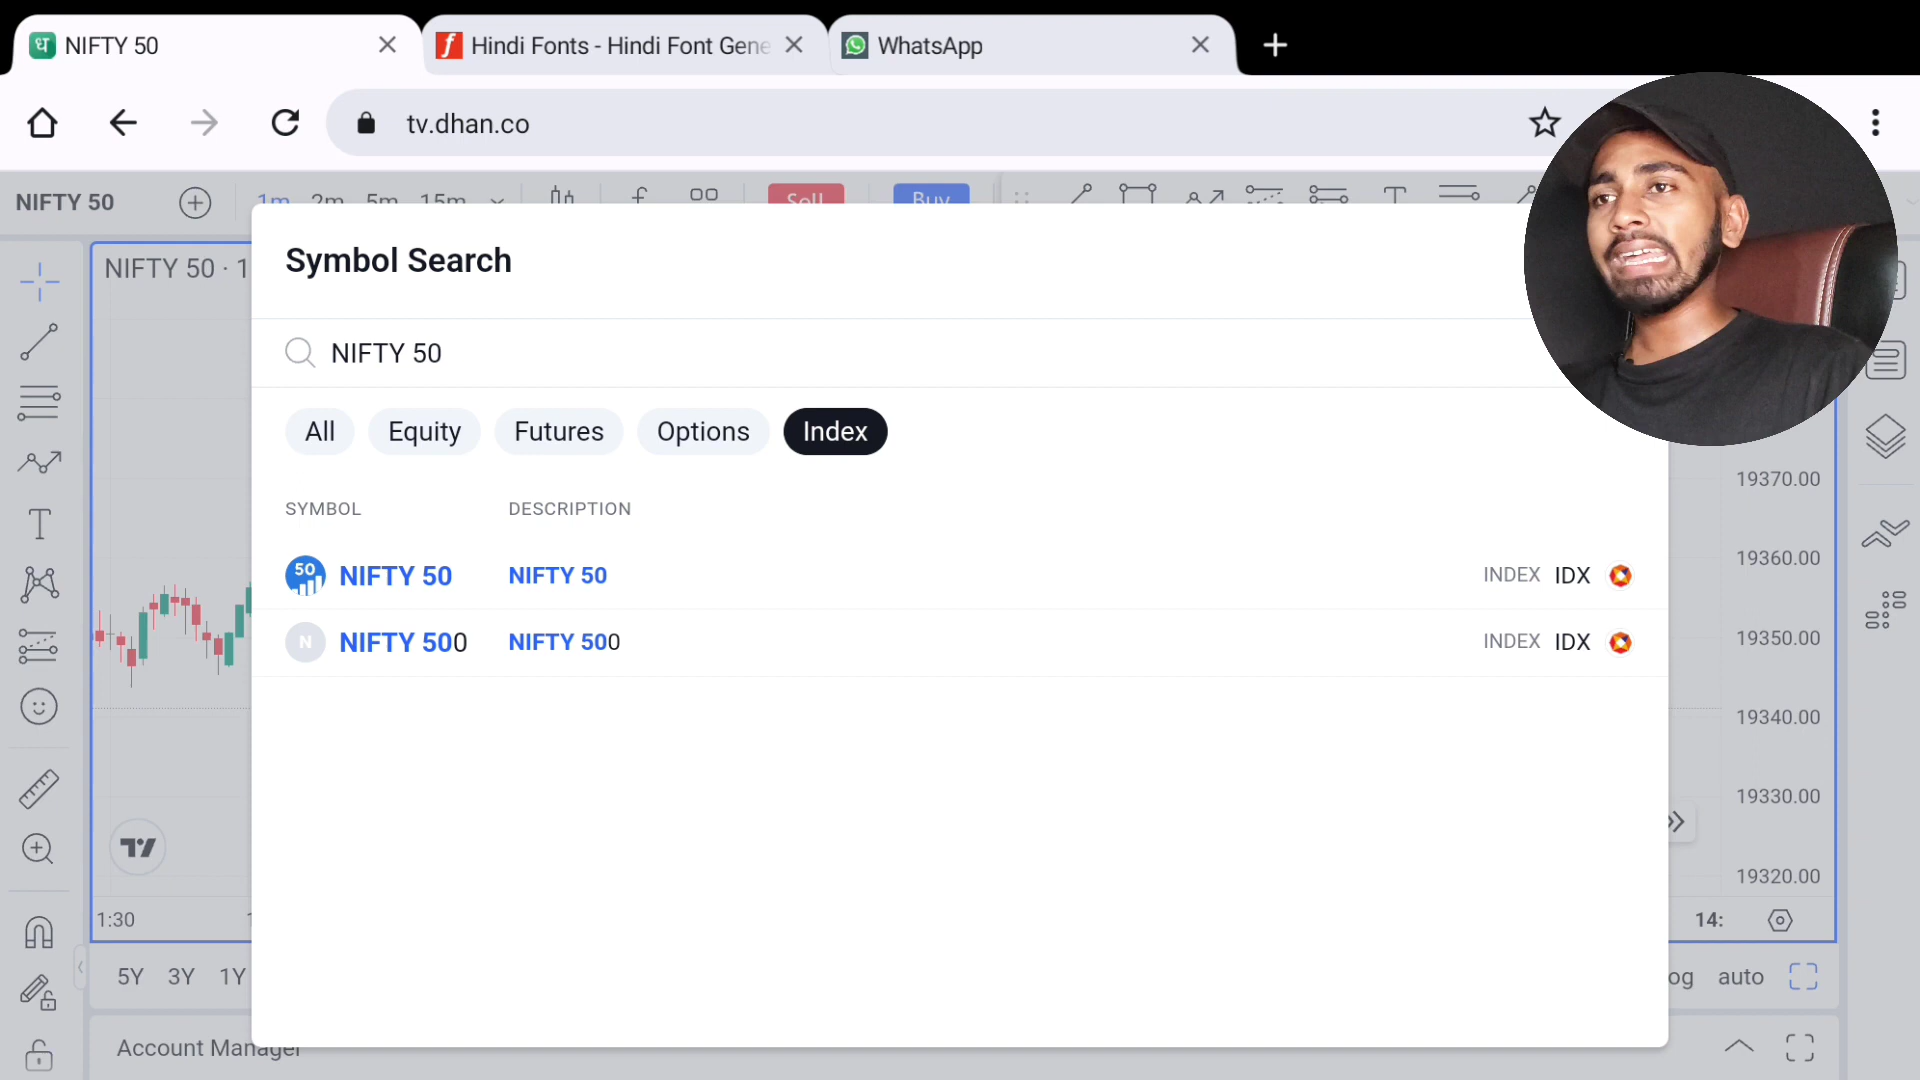 NIFTY 50
Hindi Fonts - Hindi Font Gene
WhatsApp
tv.dhan.co
NIFTY 50 1m 2m 5m 15m Sell Buy
NIFTY 50 · 1
Symbol Search
NIFTY 50
All Equity Futures Options Index
SYMBOL DESCRIPTION
50 NIFTY 50 NIFTY 50 INDEX IDX
N NIFTY 500 NIFTY 500 INDEX IDX
19370.00
19360.00
19350.00
19340.00
19330.00
19320.00
1:30 14:
5Y 3Y 1Y og auto
Account Manager